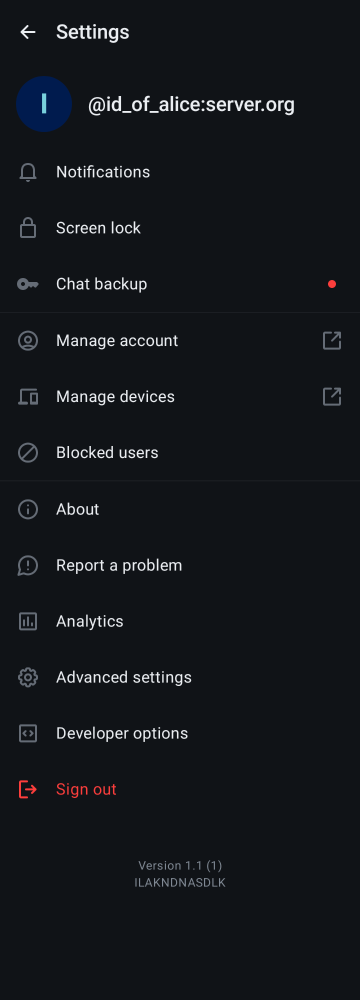 Settings
I
@id_of_alice:server.org
Notifications
Screen lock
Chat backup
Manage account
Manage devices
Blocked users
About
Report a problem
Analytics
Advanced settings
Developer options
Sign out
Version 1.1 (1)
ILAKNDNASDLK